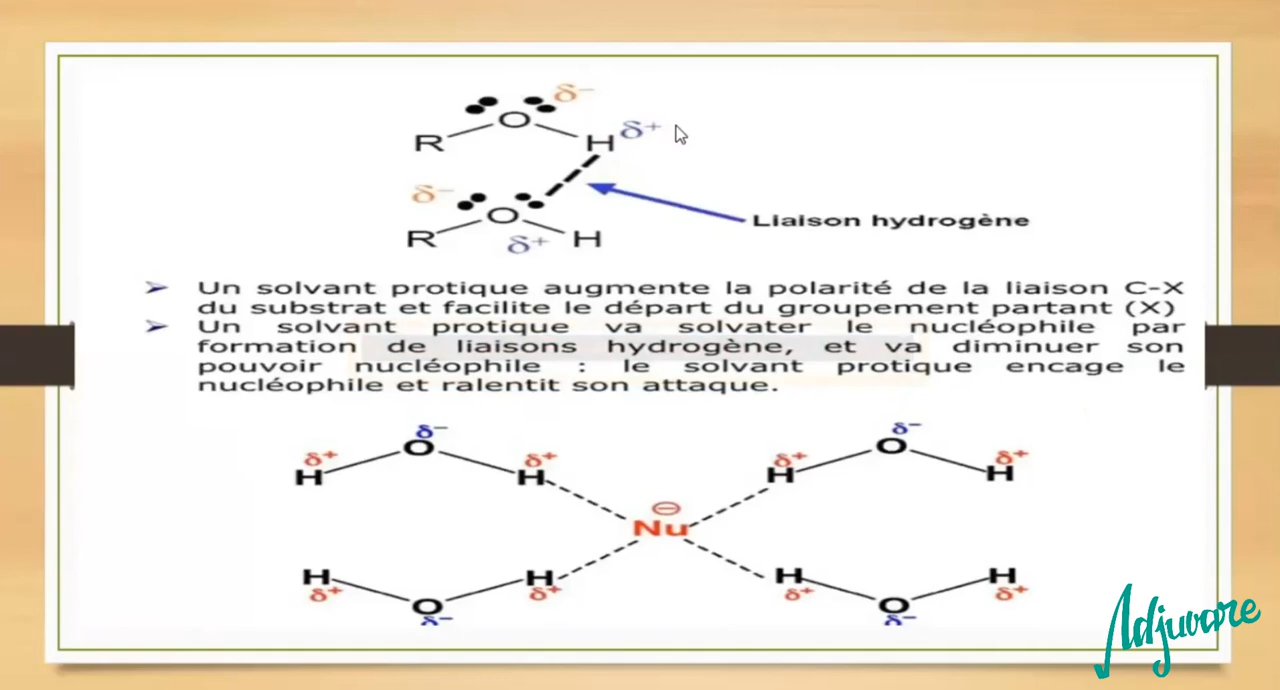 δ-
O
R H δ+
δ-
O
R δ+ H
Liaison hydrogène
➢ Un solvant protique augmente la polarité de la liaison C-X
du substrat et facilite le départ du groupement partant (X)
➢ Un solvant protique va solvater le nucléophile par
formation de liaisons hydrogène, et va diminuer son
pouvoir nucléophile : le solvant protique encage le
nucléophile et ralentit son attaque.
δ- δ-
O O
δ+ δ+ δ+ δ+
H H H H
⊖
Nu
H H H H
δ+ δ+ δ+ δ+
O O
δ- δ-
Adjuvare